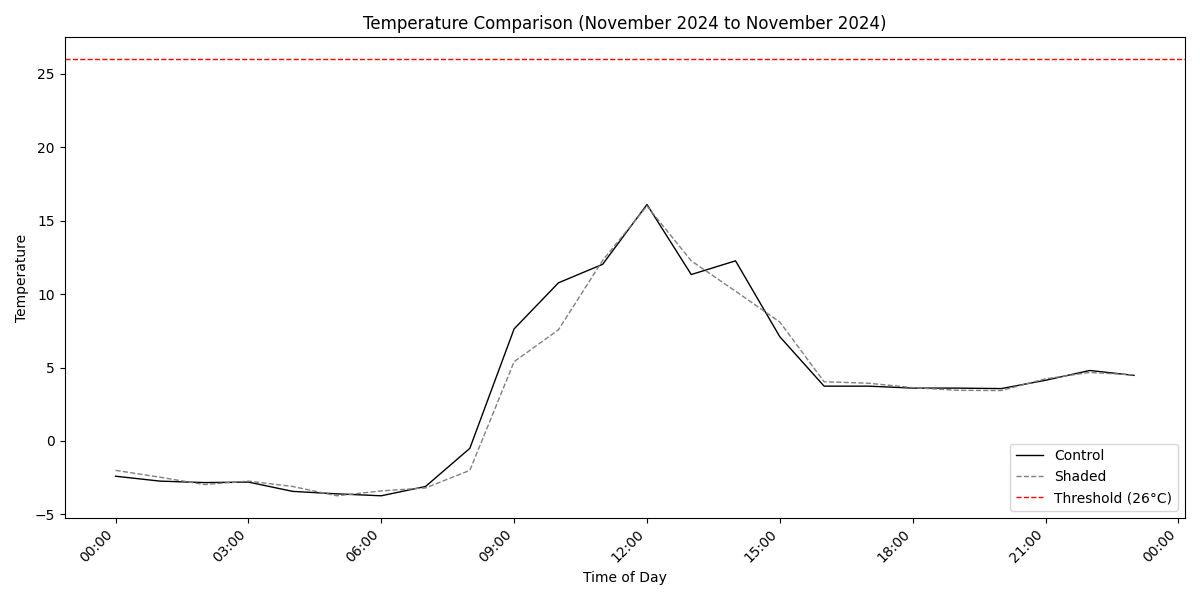 Temperature Comparison (November 2024 to November 2024)
Temperature
25
20
15
10
5
0
−5
Control
Shaded
Threshold (26°C)
00:00
03:00
06:00
09:00
12:00
15:00
18:00
21:00
00:00
Time of Day